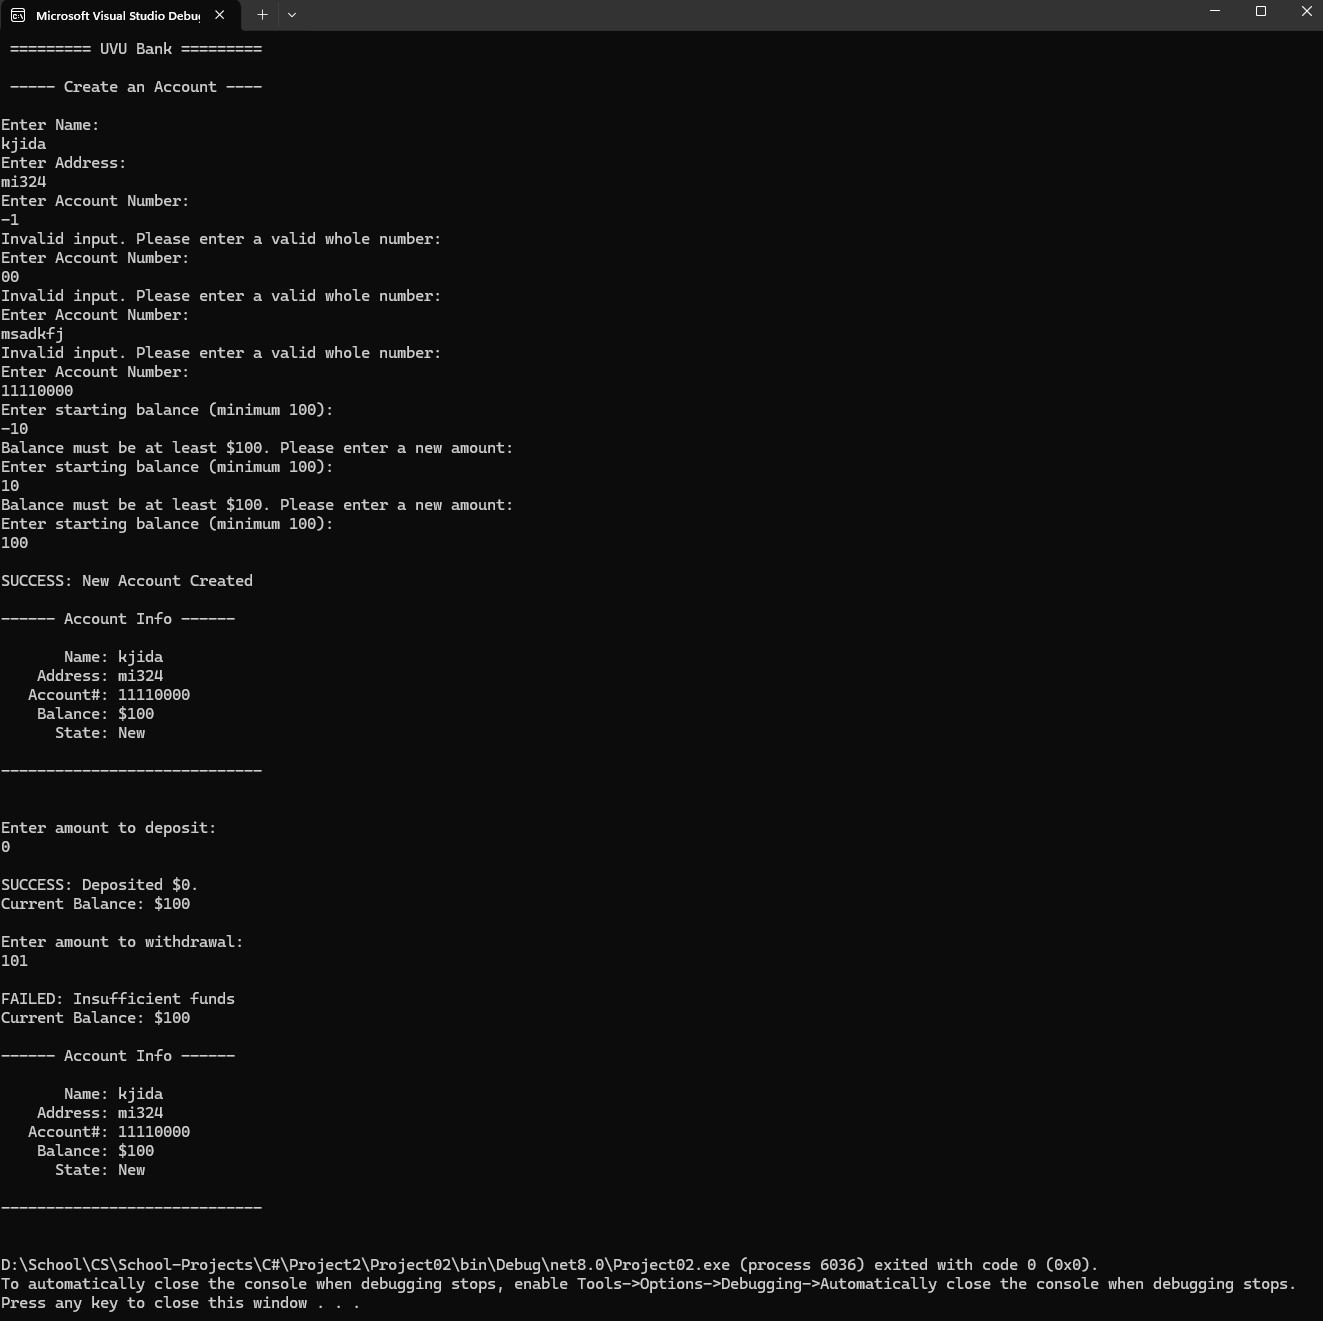 Microsoft Visual Studio Debug
========= UVU Bank =========
----- Create an Account ----
Enter Name:
kjida
Enter Address:
mi324
Enter Account Number:
-1
Invalid input. Please enter a valid whole number:
Enter Account Number:
00
Invalid input. Please enter a valid whole number:
Enter Account Number:
msadkfj
Invalid input. Please enter a valid whole number:
Enter Account Number:
11110000
Enter starting balance (minimum 100):
-10
Balance must be at least $100. Please enter a new amount:
Enter starting balance (minimum 100):
10
Balance must be at least $100. Please enter a new amount:
Enter starting balance (minimum 100):
100
SUCCESS: New Account Created
------ Account Info ------
Name: kjida
Address: mi324
Account#: 11110000
Balance: $100
State: New
-----------------------------
Enter amount to deposit:
0
SUCCESS: Deposited $0.
Current Balance: $100
Enter amount to withdrawal:
101
FAILED: Insufficient funds
Current Balance: $100
------ Account Info ------
Name: kjida
Address: mi324
Account#: 11110000
Balance: $100
State: New
-----------------------------
D:\School\CS\School-Projects\C#\Project2\Project02\bin\Debug\net8.0\Project02.exe (process 6036) exited with code 0 (0x0).
To automatically close the console when debugging stops, enable Tools->Options->Debugging->Automatically close the console when debugging stops.
Press any key to close this window . . .